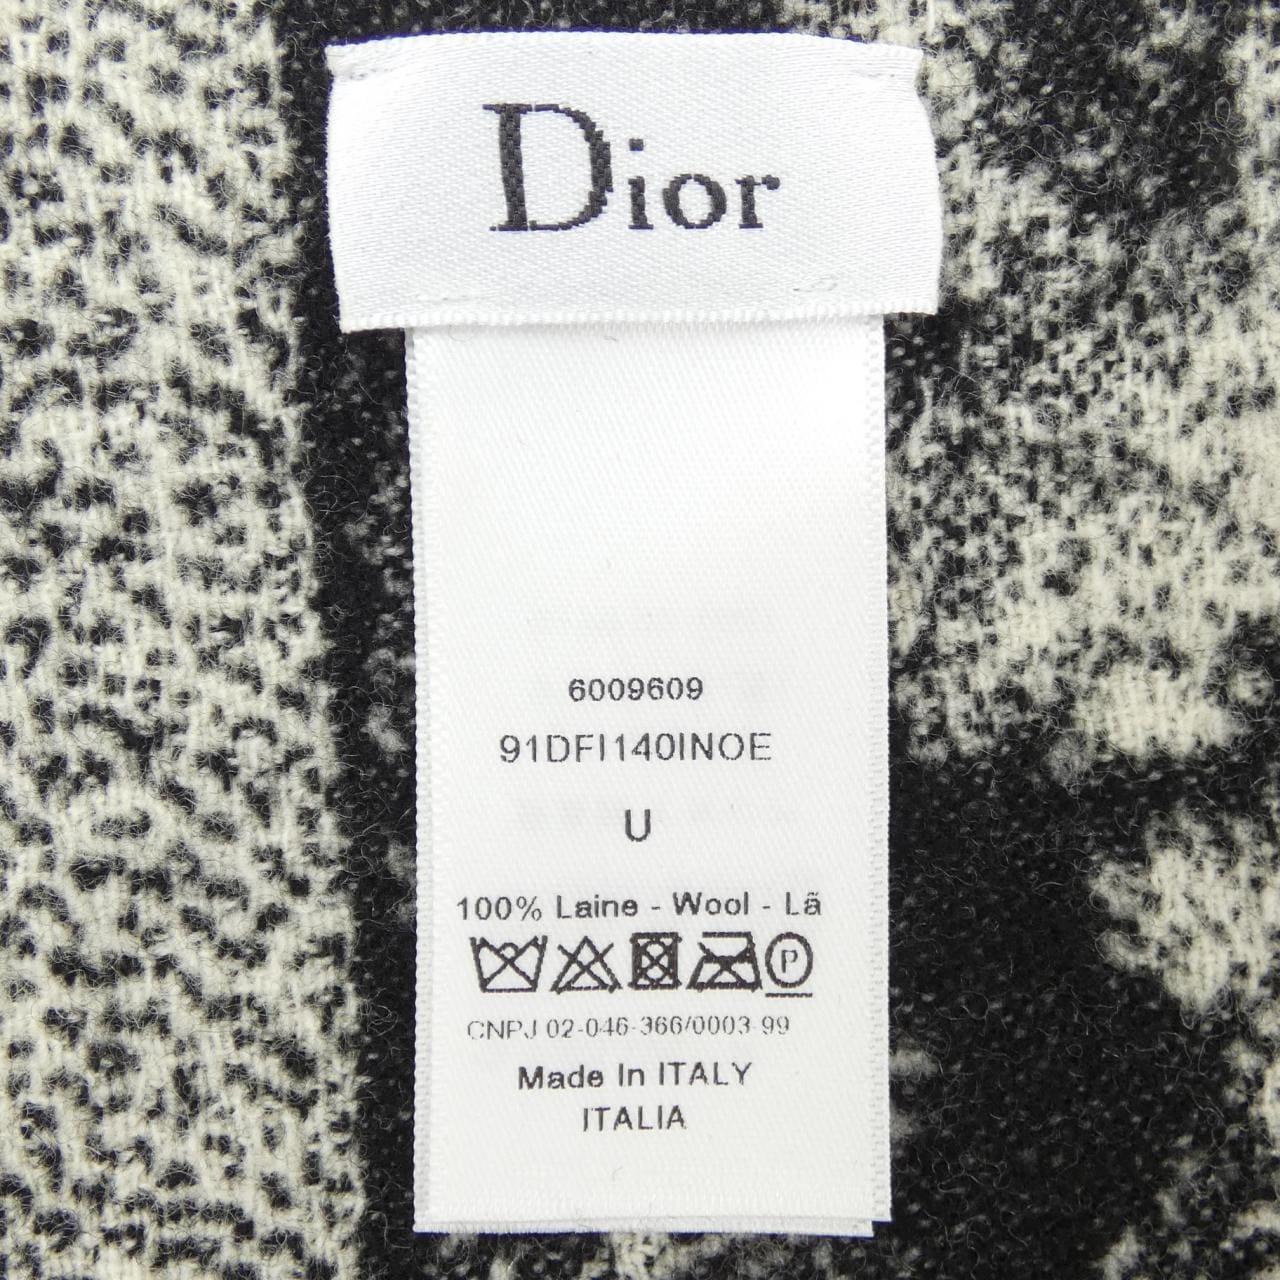 Dior
6009609
91DFI140INOE
U
100% Laine - Wool - Lã
P
CNPJ 02-046-366/0003-99
Made In ITALY
ITALIA